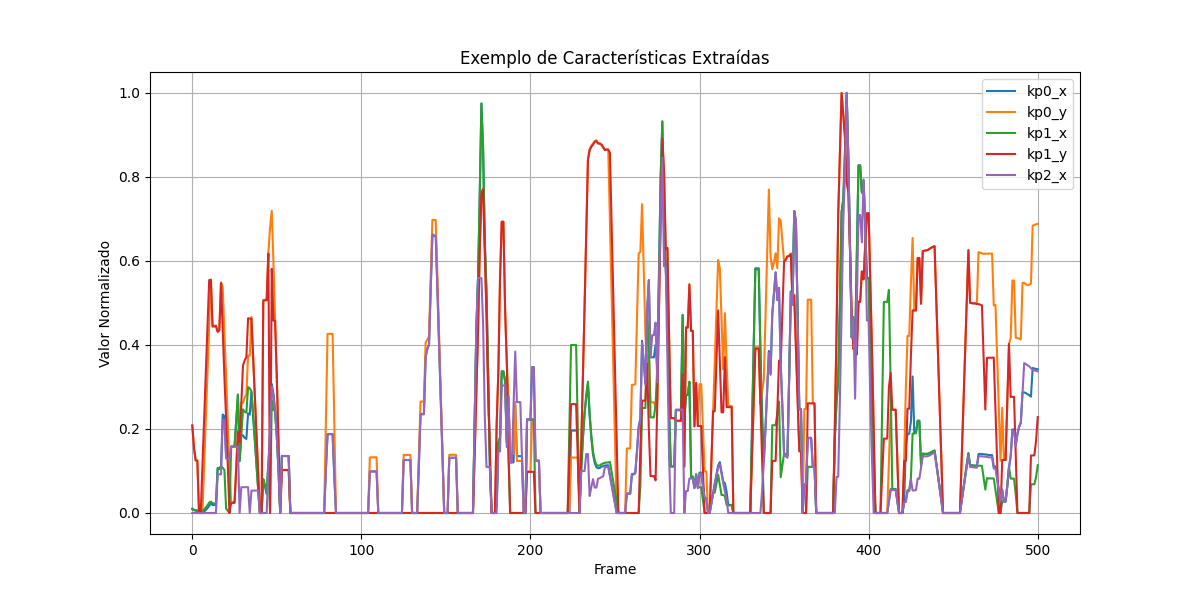 Exemplo de Características Extraídas
1.0
0.8
0.6
0.4
0.2
0.0
Valor Normalizado
kp0_x
kp0_y
kp1_x
kp1_y
kp2_x
0 100 200 300 400 500
Frame